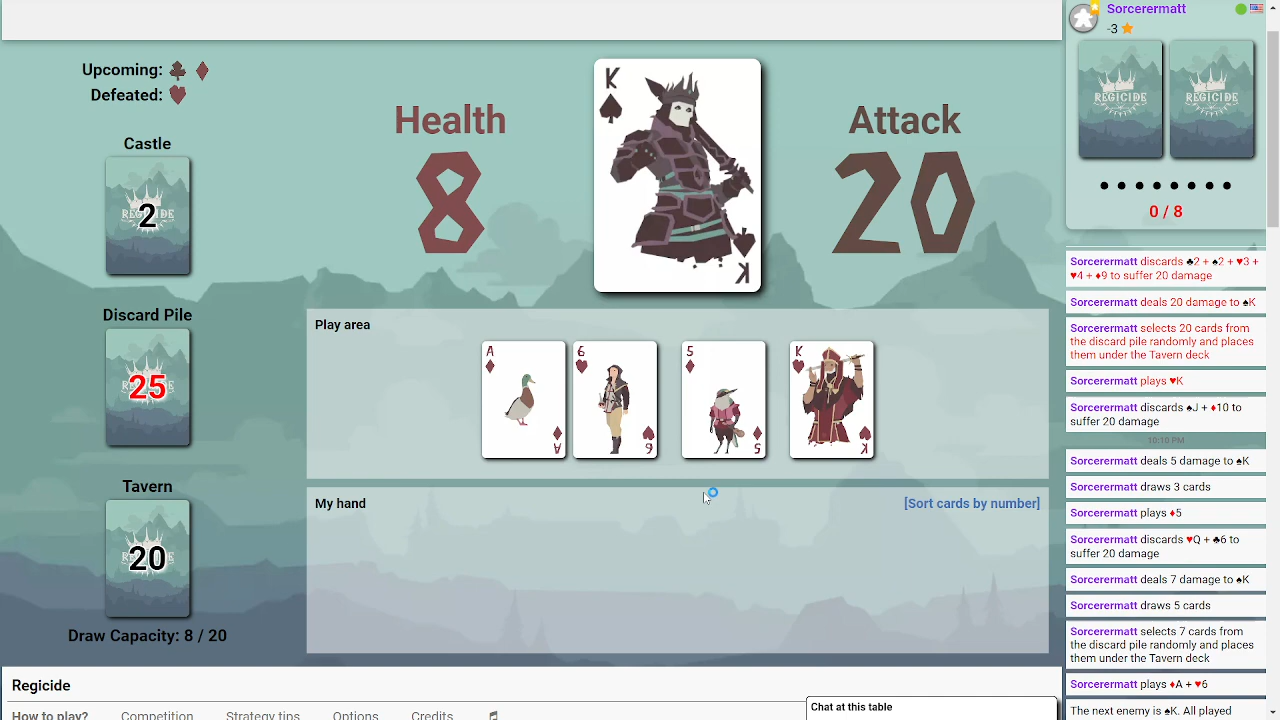 Sorcerermatt
-3
REGICIDE REGICIDE
0 / 8
Upcoming:
Defeated:
Castle
2
Discard Pile
25
Tavern
20
Draw Capacity: 8 / 20
Health
8
K
K
Attack
20
Play area
A 6 5 K
A 6 5 K
My hand
[Sort cards by number]
Sorcerermatt discards ♣2 + ♠2 + ♥3 +
♥4 + ♦9 to suffer 20 damage
Sorcerermatt deals 20 damage to ♠K
Sorcerermatt selects 20 cards from
the discard pile randomly and places
them under the Tavern deck
Sorcerermatt plays ♥K
Sorcerermatt discards ♠J + ♦10 to
suffer 20 damage
10:10 PM
Sorcerermatt deals 5 damage to ♠K
Sorcerermatt draws 3 cards
Sorcerermatt plays ♦5
Sorcerermatt discards ♥Q + ♣6 to
suffer 20 damage
Sorcerermatt deals 7 damage to ♠K
Sorcerermatt draws 5 cards
Sorcerermatt selects 7 cards from
the discard pile randomly and places
them under the Tavern deck
Sorcerermatt plays ♦A + ♥6
The next enemy is ♠K. All played
Regicide
How to play? Competition Strategy tips Options Credits
Chat at this table